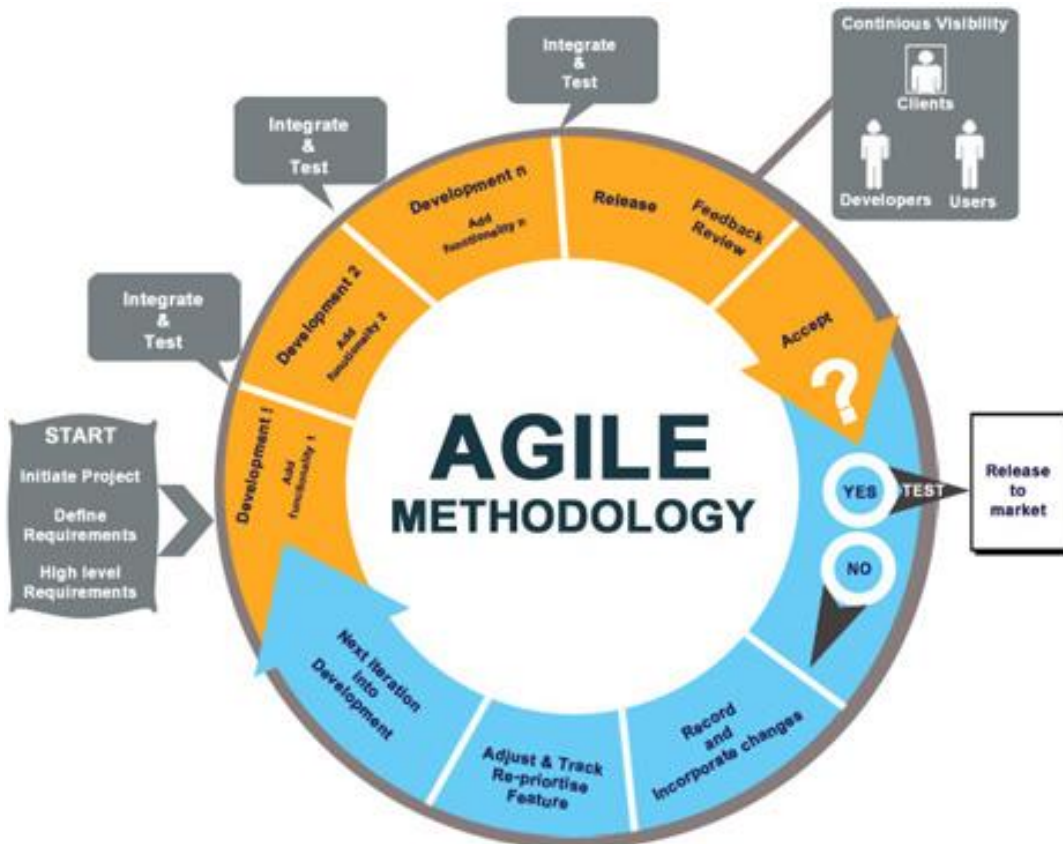 Continious Visibility
Clients
Developers
Users
Integrate
&
Test
Integrate
&
Test
Integrate
&
Test
START
Initiate Project
Define
Requirements
High level
Requirements
Development !
Add
functionality 1
Development 2
Add
functionality 2
Development n
Add
functionality n
Release
Feedback
Review
Accept
?
YES
TEST
Release
to
market
NO
Record
and
Incorporate changes
Adjust & Track
Re-priortise
Feature
Next iteration
into
Development
AGILE
METHODOLOGY